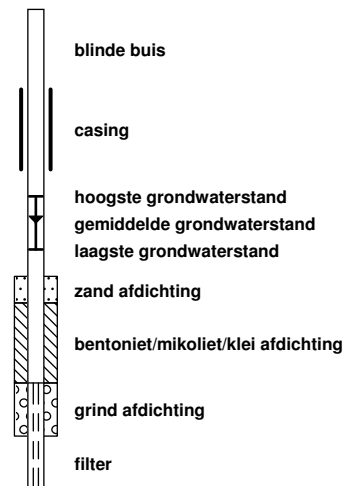 blinde buis
casing
hoogste grondwaterstand
gemiddelde grondwaterstand
laagste grondwaterstand
zand afdichting
bentoniet/mikoliet/klei afdichting
grind afdichting
filter